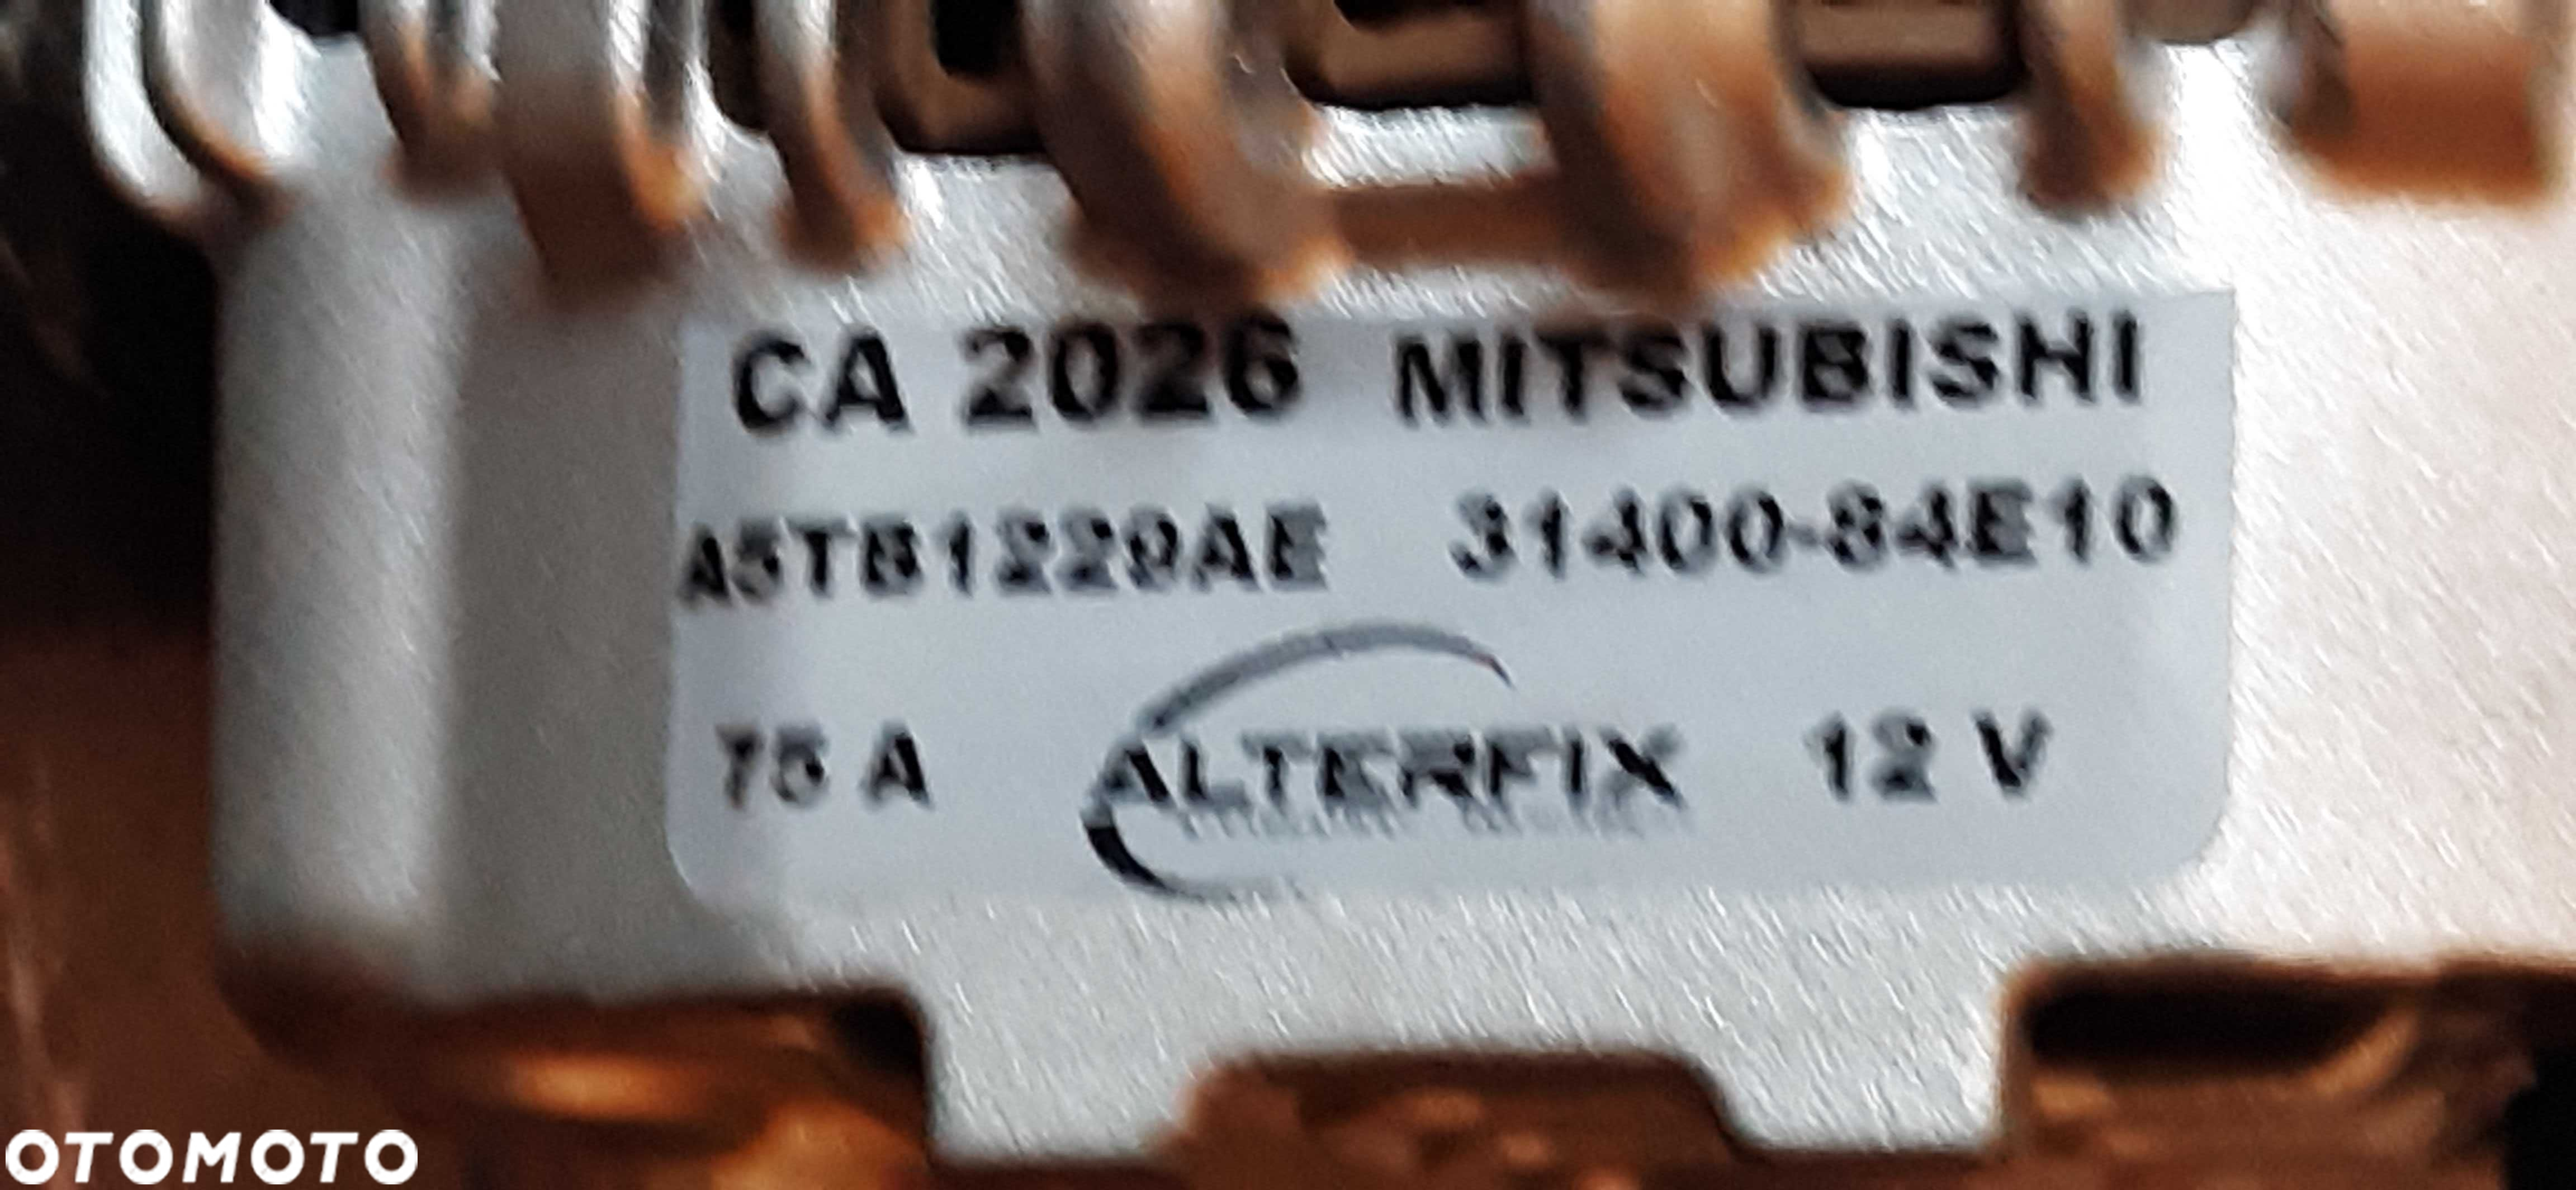 CA 2026 MITSUBISHI
A5TB1229AE 31400-84E10
75 A ALTERFIX 12 V
OTOMOTO